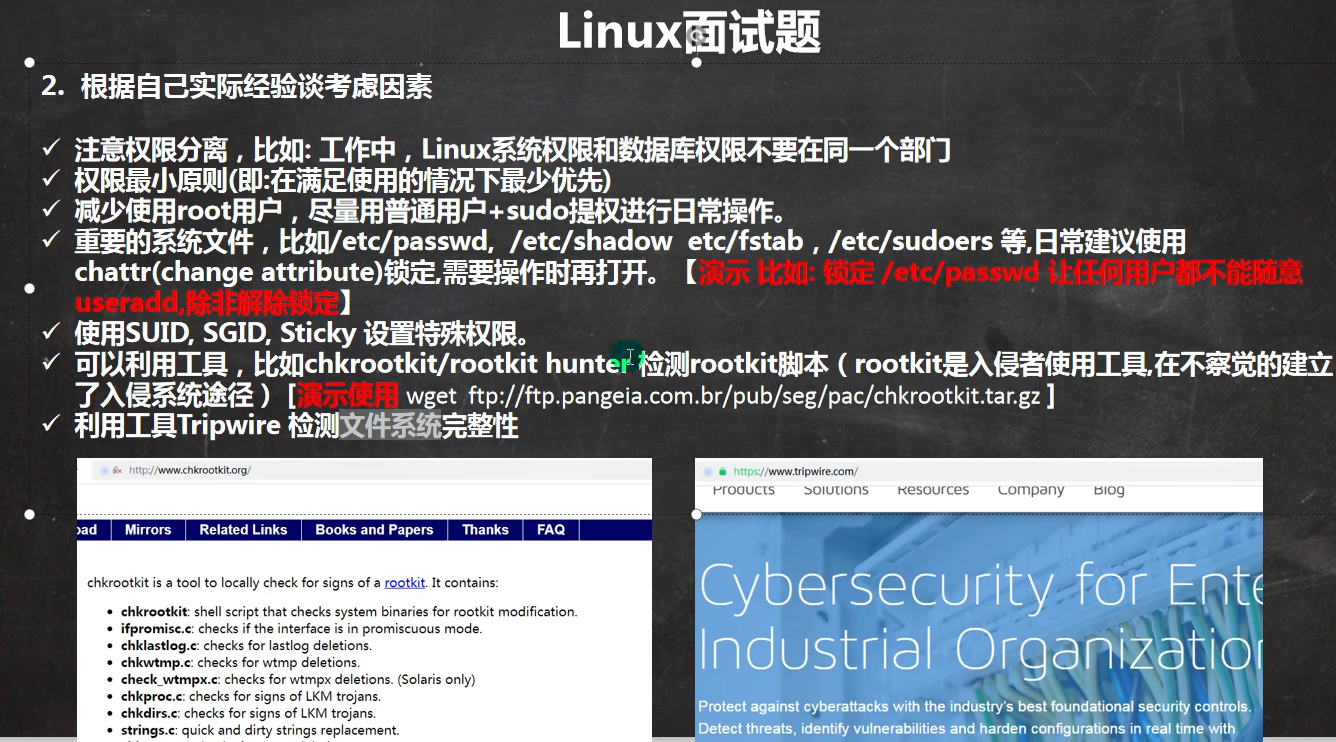 Linux面试题
2. 根据自己实际经验谈考虑因素
✓ 注意权限分离，比如: 工作中，Linux系统权限和数据库权限不要在同一个部门
✓ 权限最小原则(即:在满足使用的情况下最少优先)
✓ 减少使用root用户，尽量用普通用户+sudo提权进行日常操作。
✓ 重要的系统文件，比如/etc/passwd, /etc/shadow etc/fstab，/etc/sudoers 等,日常建议使用
chattr(change attribute)锁定,需要操作时再打开。【演示 比如: 锁定 /etc/passwd 让任何用户都不能随意
useradd,除非解除锁定】
✓ 使用SUID, SGID, Sticky 设置特殊权限。
✓ 可以利用工具，比如chkrootkit/rootkit hunter 检测rootkit脚本（rootkit是入侵者使用工具,在不察觉的建立
了入侵系统途径）[演示使用 wget ftp://ftp.pangeia.com.br/pub/seg/pac/chkrootkit.tar.gz ]
✓ 利用工具Tripwire 检测文件系统完整性
http://www.chkrootkit.org/
oad Mirrors Related Links Books and Papers Thanks FAQ
chkrootkit is a tool to locally check for signs of a rootkit. It contains:
• chkrootkit: shell script that checks system binaries for rootkit modification.
• ifpromisc.c: checks if the interface is in promiscuous mode.
• chklastlog.c: checks for lastlog deletions.
• chkwtmp.c: checks for wtmp deletions.
• check_wtmpx.c: checks for wtmpx deletions. (Solaris only)
• chkproc.c: checks for signs of LKM trojans.
• chkdirs.c: checks for signs of LKM trojans.
• strings.c: quick and dirty strings replacement.
https://www.tripwire.com/
Products Solutions Resources Company Blog
Cybersecurity for Ente
Industrial Organization
Protect against cyberattacks with the industry's best foundational security controls.
Detect threats, identify vulnerabilities and harden configurations in real time with